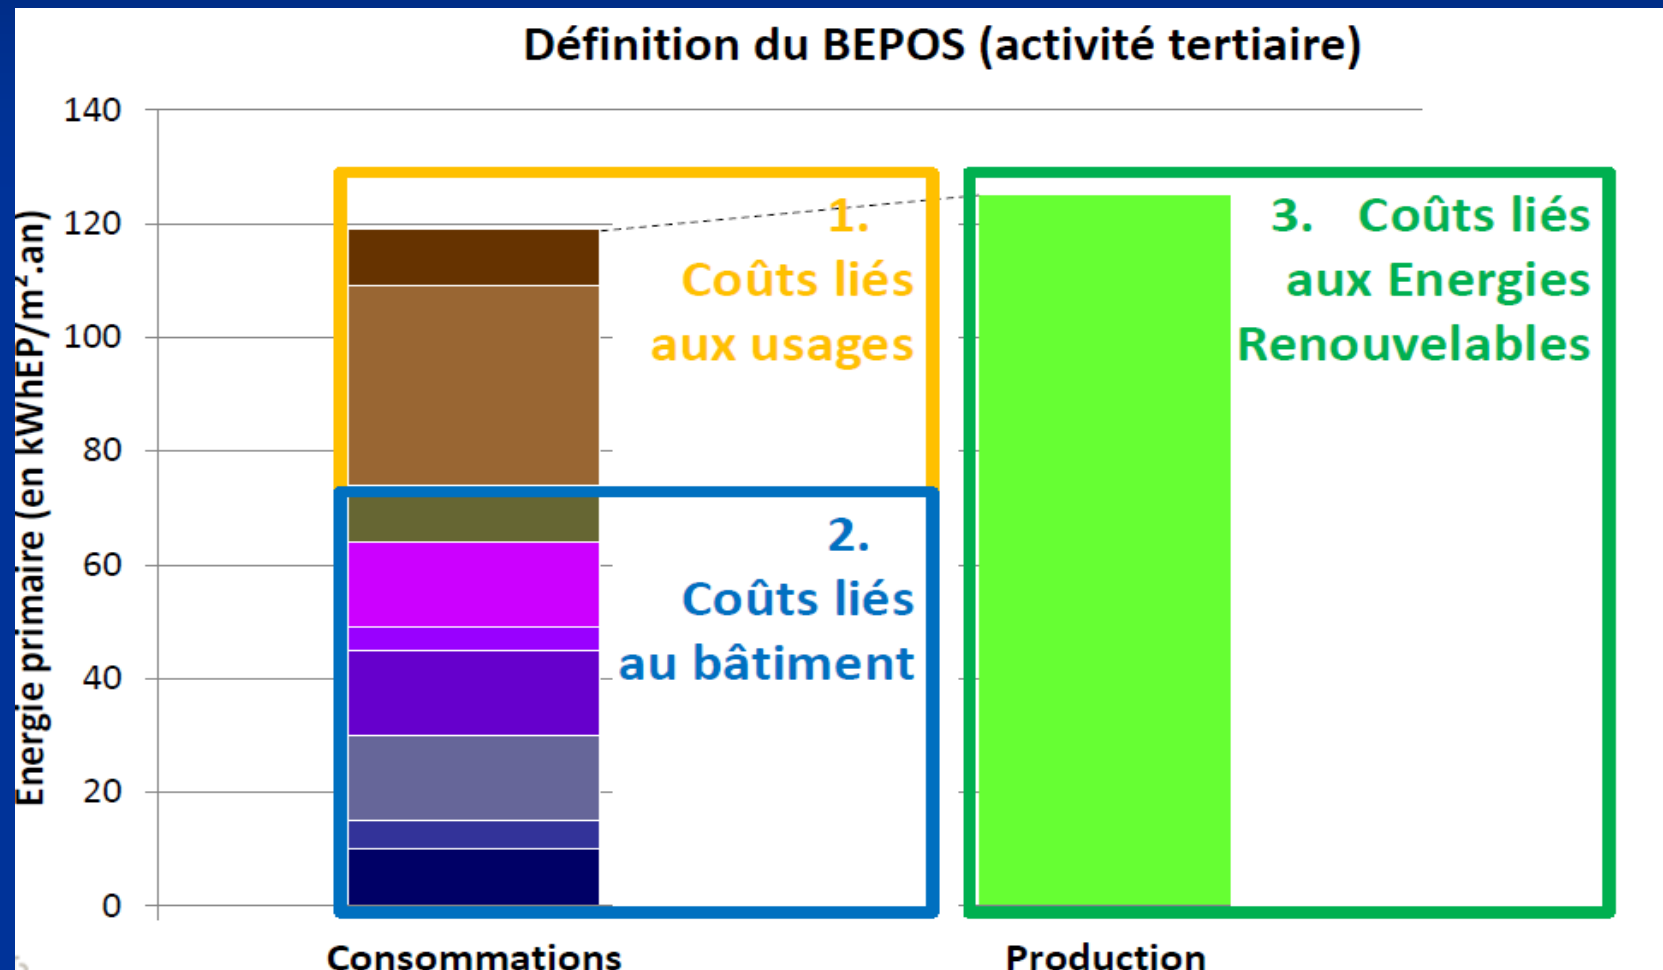 Définition du BEPOS (activité tertiaire)
Energie primaire (en kWhEP/m².an)
140
120
100
80
60
40
20
0
1.
Coûts liés
aux usages
2.
Coûts liés
au bâtiment
3. Coûts liés
aux Energies
Renouvelables
Consommations
Production